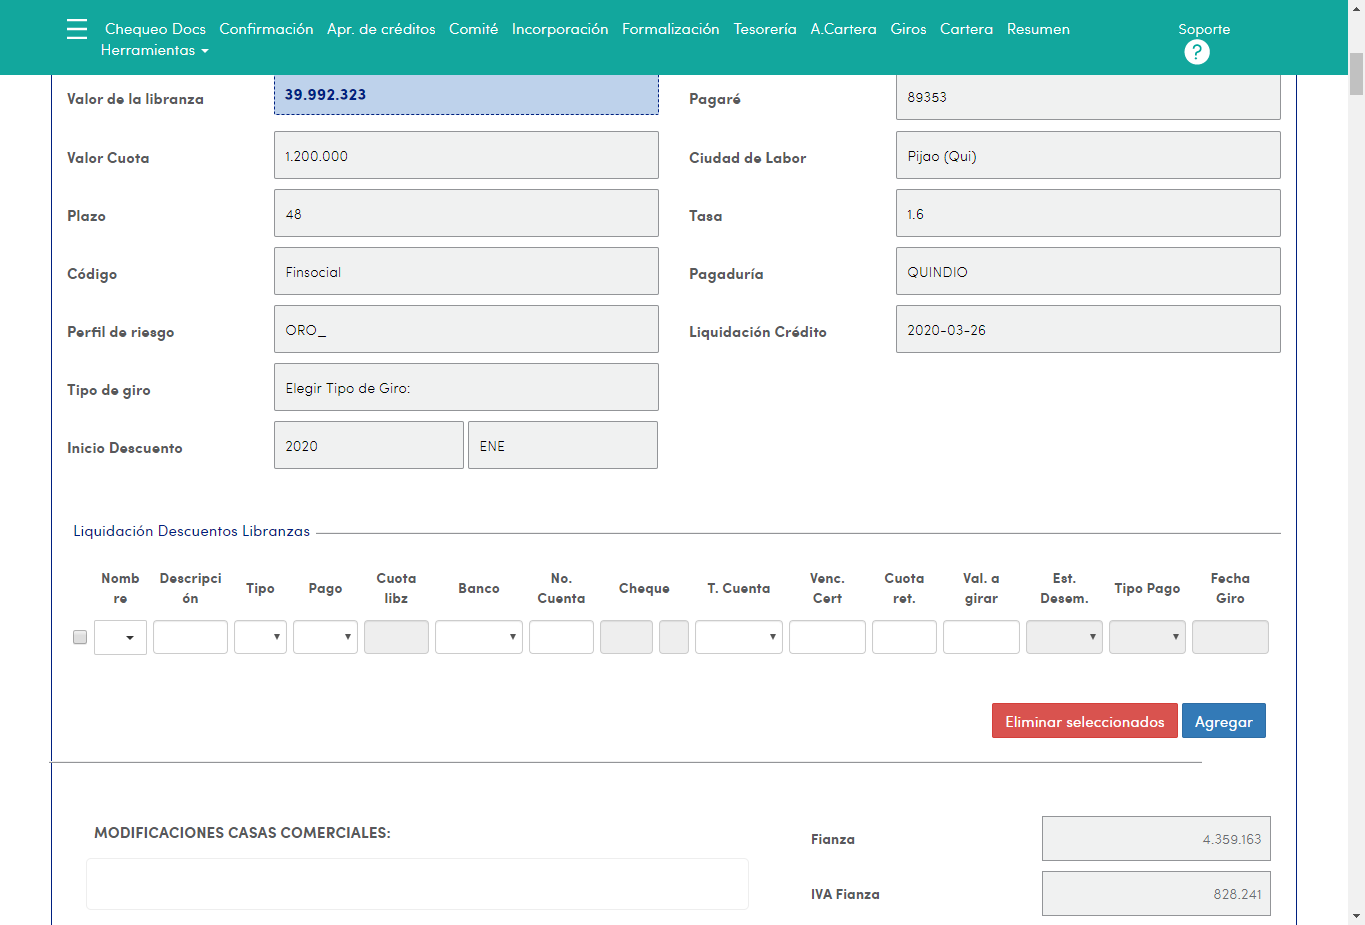 Chequeo Docs Confirmación Apr. de créditos Comité Incorporación Formalización Tesorería A.Cartera Giros Cartera Resumen Soporte
Herramientas ?
Valor de la libranza 39.992.323 Pagaré 89353
Valor Cuota 1.200.000 Ciudad de Labor Pijao (Qui)
Plazo 48 Tasa 1.6
Código Finsocial Pagaduría QUINDIO
Perfil de riesgo ORO_ Liquidación Crédito 2020-03-26
Tipo de giro Elegir Tipo de Giro:
Inicio Descuento 2020 ENE
Liquidación Descuentos Libranzas
Nomb Descripci Tipo Pago Cuota Banco No. Cheque T. Cuenta Venc. Cuota Val. a Est. Tipo Pago Fecha
re ón libz Cuenta Cert ret. girar Desem. Giro
Eliminar seleccionados Agregar
MODIFICACIONES CASAS COMERCIALES:
Fianza 4.359.163
IVA Fianza 828.241